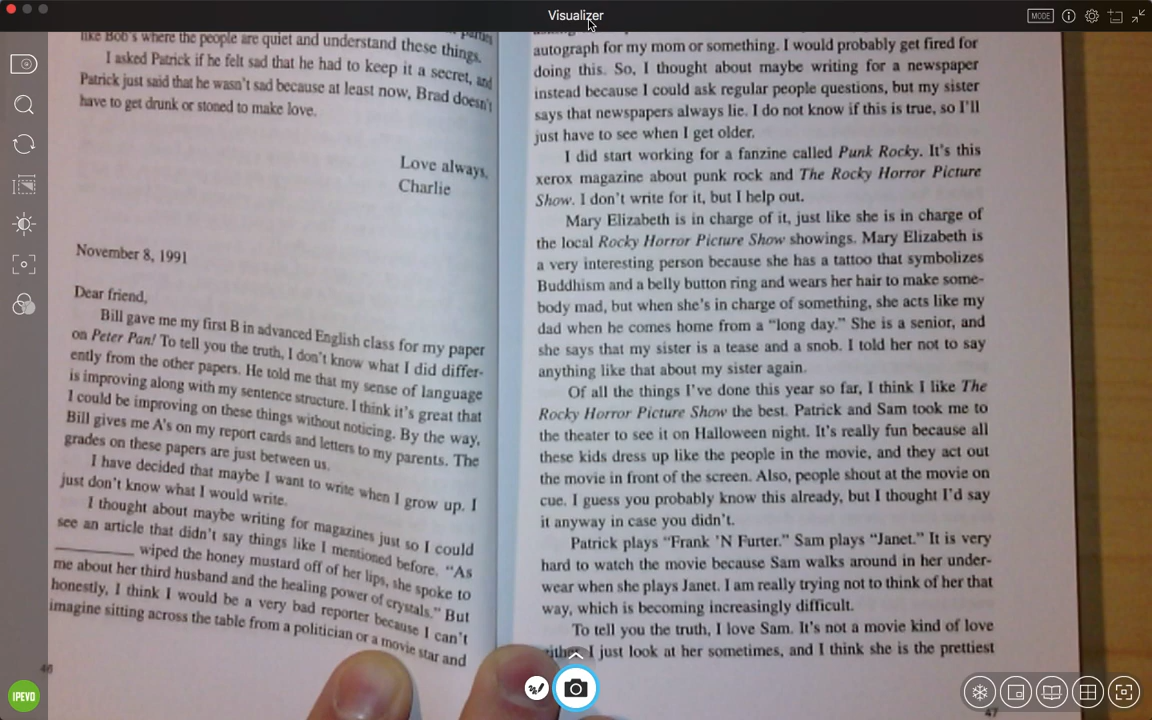 Visualizer
MODE
like Bob's where the people are quiet and understand these things.
I asked Patrick if he felt sad that he had to keep it a secret, and
Patrick just said that he wasn't sad because at least now, Brad doesn't
have to get drunk or stoned to make love.
Love always,
Charlie
November 8, 1991
Dear friend,
Bill gave me my first B in advanced English class for my paper
on Peter Pan! To tell you the truth, I don't know what I did differ-
ently from the other papers. He told me that my sense of language
is improving along with my sentence structure. I think it's great that
I could be improving on these things without noticing. By the way,
Bill gives me A's on my report cards and letters to my parents. The
grades on these papers are just between us.
I have decided that maybe I want to write when I grow up. I
just don't know what I would write.
I thought about maybe writing for magazines just so I could
see an article that didn't say things like I mentioned before. "As
________ wiped the honey mustard off of her lips, she spoke to
me about her third husband and the healing power of crystals." But
honestly, I think I would be a very bad reporter because I can't
imagine sitting across the table from a politician or a movie star and
46
autograph for my mom or something. I would probably get fired for
doing this. So, I thought about maybe writing for a newspaper
instead because I could ask regular people questions, but my sister
says that newspapers always lie. I do not know if this is true, so I'll
just have to see when I get older.
I did start working for a fanzine called Punk Rocky. It's this
xerox magazine about punk rock and The Rocky Horror Picture
Show. I don't write for it, but I help out.
Mary Elizabeth is in charge of it, just like she is in charge of
the local Rocky Horror Picture Show showings. Mary Elizabeth is
a very interesting person because she has a tattoo that symbolizes
Buddhism and a belly button ring and wears her hair to make some-
body mad, but when she's in charge of something, she acts like my
dad when he comes home from a "long day." She is a senior, and
she says that my sister is a tease and a snob. I told her not to say
anything like that about my sister again.
Of all the things I've done this year so far, I think I like The
Rocky Horror Picture Show the best. Patrick and Sam took me to
the theater to see it on Halloween night. It's really fun because all
these kids dress up like the people in the movie, and they act out
the movie in front of the screen. Also, people shout at the movie on
cue. I guess you probably know this already, but I thought I'd say
it anyway in case you didn't.
Patrick plays "Frank 'N Furter." Sam plays "Janet." It is very
hard to watch the movie because Sam walks around in her under-
wear when she plays Janet. I am really trying not to think of her that
way, which is becoming increasingly difficult.
To tell you the truth, I love Sam. It's not a movie kind of love
either. I just look at her sometimes, and I think she is the prettiest
47
IPEVO